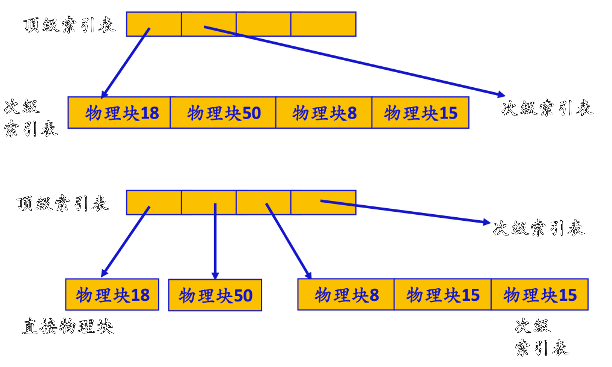 顶级索引表
次级
索引表
物理块18 物理块50 物理块8 物理块15
次级索引表
顶级索引表
次级索引表
物理块18 物理块50 物理块8 物理块15 物理块15
直接物理块
次级
索引表